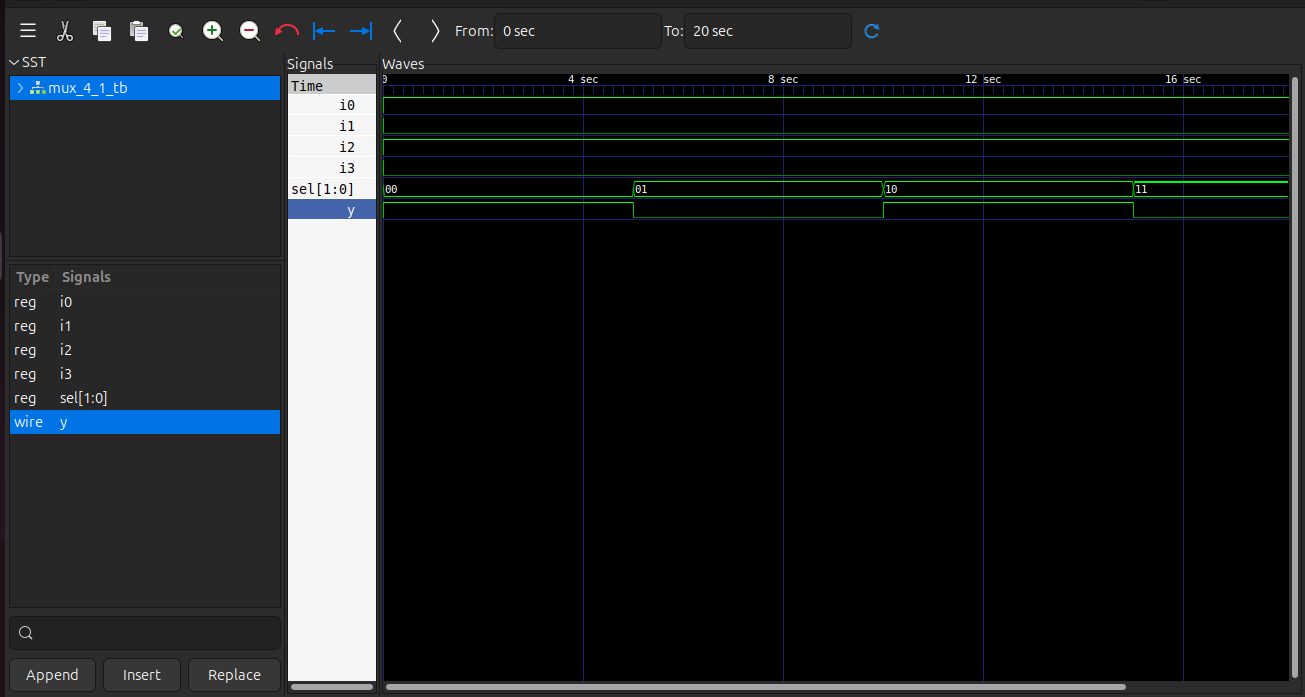 From: 0 sec To: 20 sec
SST
mux_4_1_tb
Type Signals
reg i0
reg i1
reg i2
reg i3
reg sel[1:0]
wire y
Append Insert Replace
Signals
Time
i0
i1
i2
i3
sel[1:0]
y
Waves
0 4 sec 8 sec 12 sec 16 sec
00 01 10 11